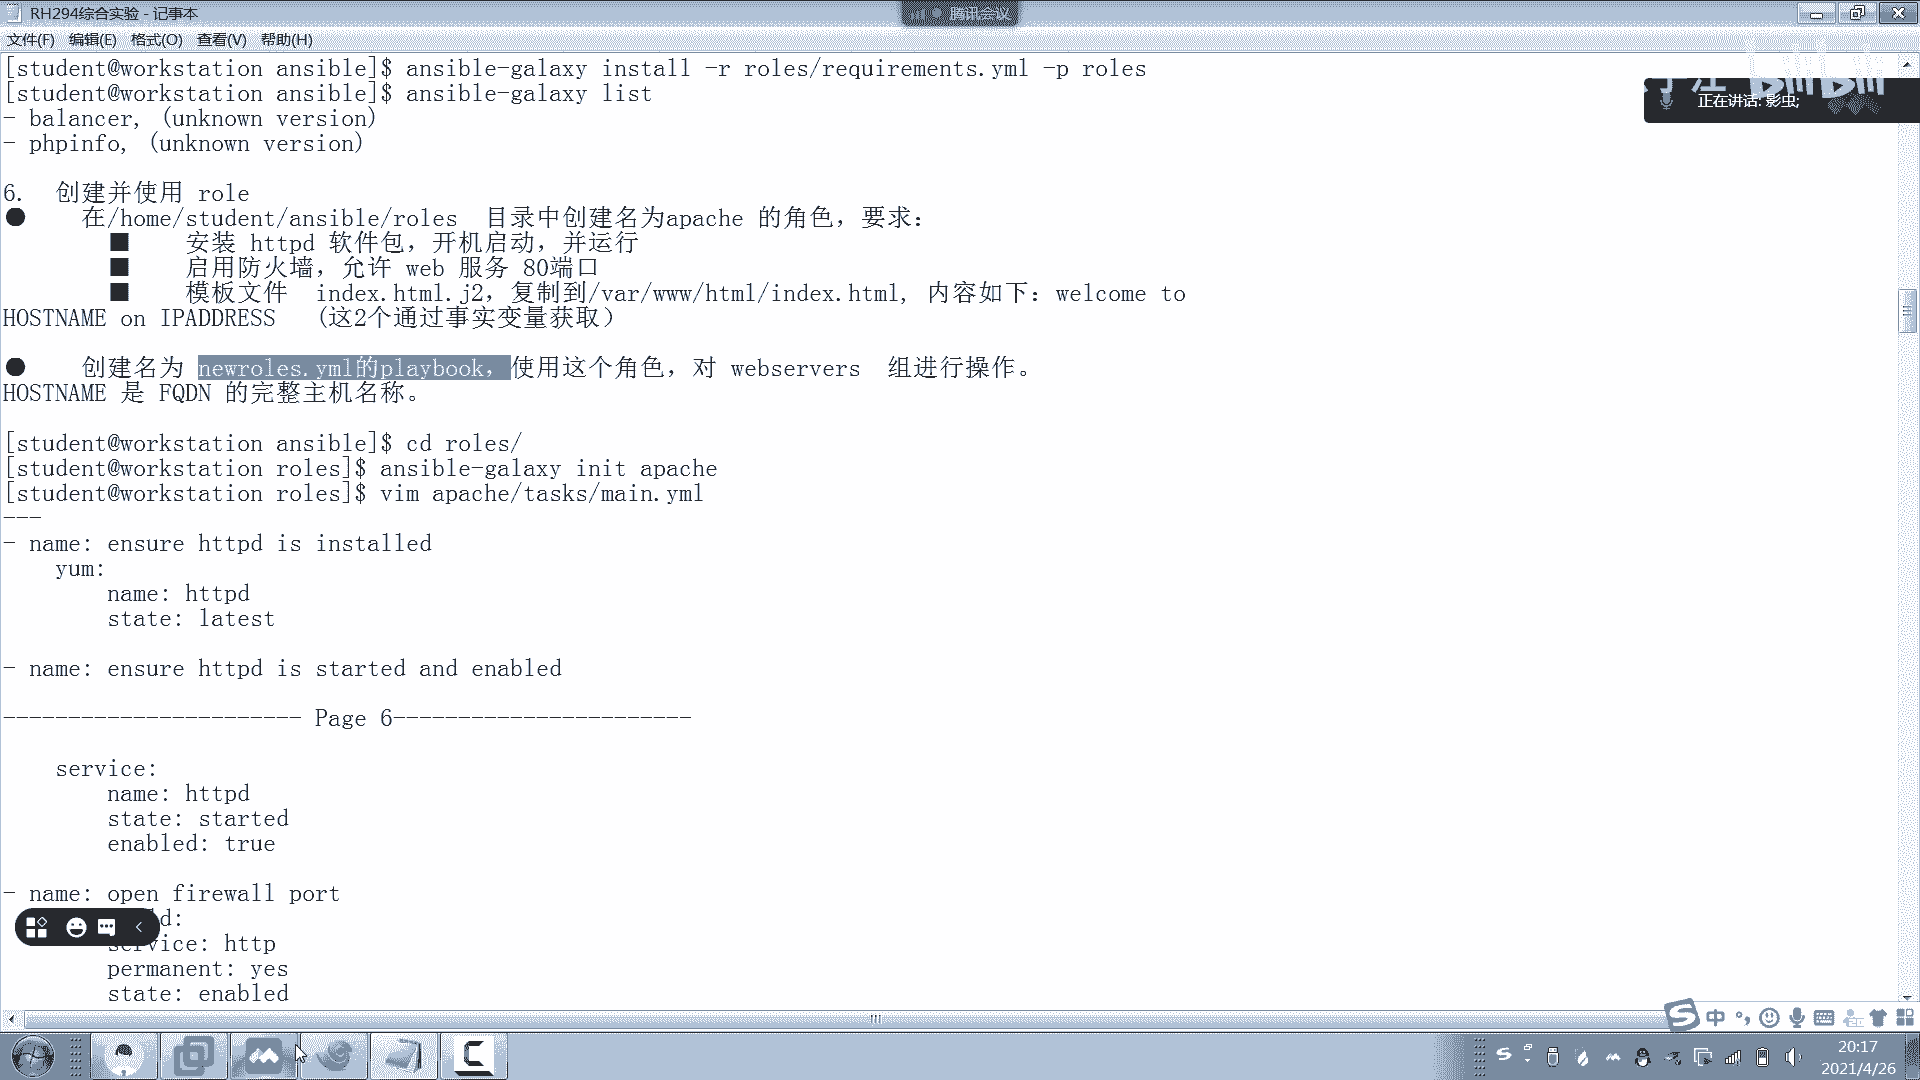 RH294综合实验 - 记事本
腾讯会议
文件(F) 编辑(E) 格式(O) 查看(V) 帮助(H)
[student@workstation ansible]$ ansible-galaxy install -r roles/requirements.yml -p roles
[student@workstation ansible]$ ansible-galaxy list
- balancer, (unknown version)
正在讲话: 影虫;
- phpinfo, (unknown version)
6. 创建并使用 role
● 在/home/student/ansible/roles 目录中创建名为apache 的角色，要求：
■ 安装 httpd 软件包，开机启动，并运行
■ 启用防火墙，允许 web 服务 80端口
■ 模板文件 index.html.j2，复制到/var/www/html/index.html, 内容如下：welcome to
HOSTNAME on IPADDRESS （这2个通过事实变量获取）
● 创建名为 newroles.yml的playbook，使用这个角色，对 webservers 组进行操作。
HOSTNAME 是 FQDN 的完整主机名称。
[student@workstation ansible]$ cd roles/
[student@workstation roles]$ ansible-galaxy init apache
[student@workstation roles]$ vim apache/tasks/main.yml
---
- name: ensure httpd is installed
yum:
name: httpd
state: latest
- name: ensure httpd is started and enabled
----------------------- Page 6-----------------------
service:
name: httpd
state: started
enabled: true
- name: open firewall port
d:
service: http
permanent: yes
state: enabled
中
20:17
2021/4/26